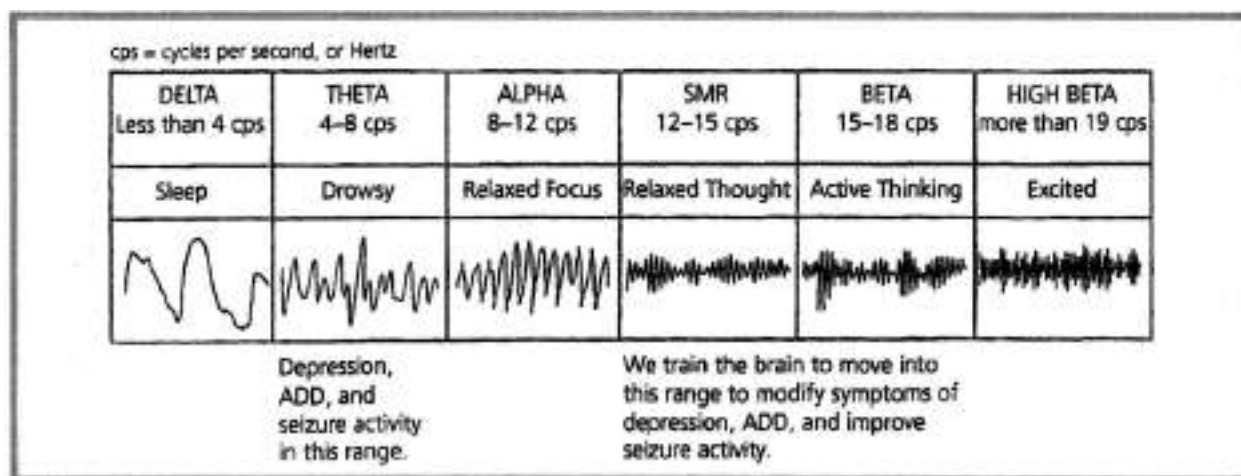 cps = cycles per second, or Hertz
DELTA
Less than 4 cps
THETA
4–8 cps
ALPHA
8–12 cps
SMR
12–15 cps
BETA
15–18 cps
HIGH BETA
more than 19 cps
Sleep
Drowsy
Relaxed Focus
Relaxed Thought
Active Thinking
Excited
Depression,
ADD, and
seizure activity
in this range.
We train the brain to move into
this range to modify symptoms of
depression, ADD, and improve
seizure activity.